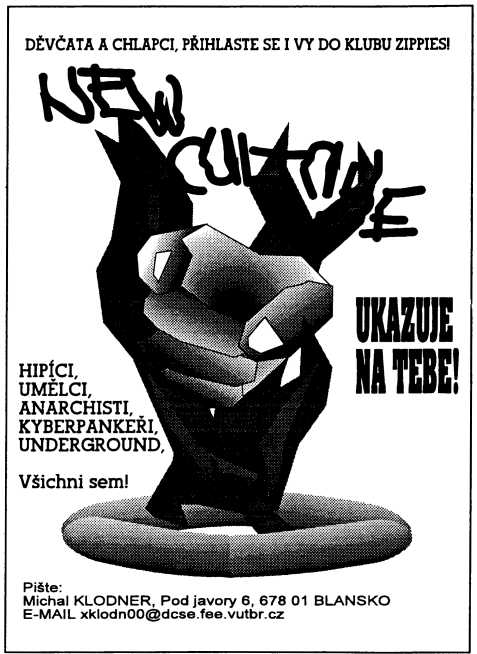 DĚVČATA A CHLAPCI, PŘIHLASTE SE I VY DO KLUBU ZIPPIES!
NEW
CULTURE
UKAZUJE
NA TEBE!
HIPÍCI,
UMĚLCI,
ANARCHISTI,
KYBERPANKEŘI,
UNDERGROUND,
Všichni sem!
Pište:
Michal KLODNER, Pod javory 6, 678 01 BLANSKO
E-MAIL xklodn00@dcse.fee.vutbr.cz